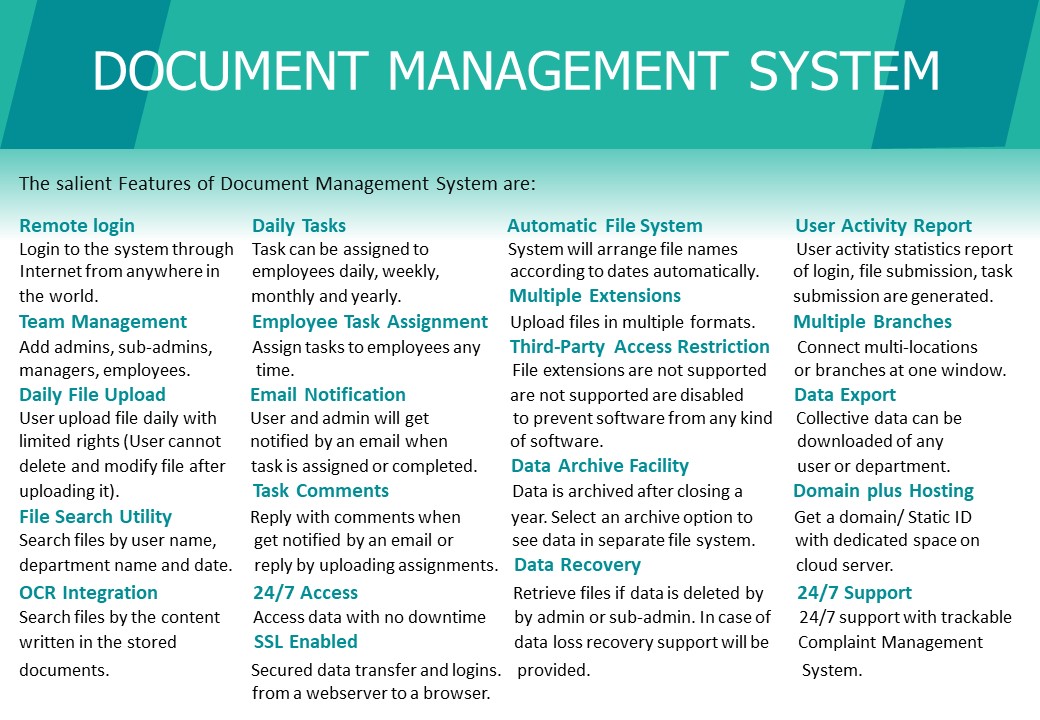 DOCUMENT MANAGEMENT SYSTEM
The salient Features of Document Management System are:
Remote login
Login to the system through
Internet from anywhere in
the world.
Team Management
Add admins, sub-admins,
managers, employees.
Daily File Upload
User upload file daily with
limited rights (User cannot
delete and modify file after
uploading it).
File Search Utility
Search files by user name,
department name and date.
OCR Integration
Search files by the content
written in the stored
documents.
Daily Tasks
Task can be assigned to
employees daily, weekly,
monthly and yearly.
Employee Task Assignment
Assign tasks to employees any
time.
Email Notification
User and admin will get
notified by an email when
task is assigned or completed.
Task Comments
Reply with comments when
get notified by an email or
reply by uploading assignments.
24/7 Access
Access data with no downtime
SSL Enabled
Secured data transfer and logins.
from a webserver to a browser.
Automatic File System
System will arrange file names
according to dates automatically.
Multiple Extensions
Upload files in multiple formats.
Third-Party Access Restriction
File extensions are not supported
are not supported are disabled
to prevent software from any kind
of software.
Data Archive Facility
Data is archived after closing a
year. Select an archive option to
see data in separate file system.
Data Recovery
Retrieve files if data is deleted by
by admin or sub-admin. In case of
data loss recovery support will be
provided.
User Activity Report
User activity statistics report
of login, file submission, task
submission are generated.
Multiple Branches
Connect multi-locations
or branches at one window.
Data Export
Collective data can be
downloaded of any
user or department.
Domain plus Hosting
Get a domain/ Static ID
with dedicated space on
cloud server.
24/7 Support
24/7 support with trackable
Complaint Management
System.